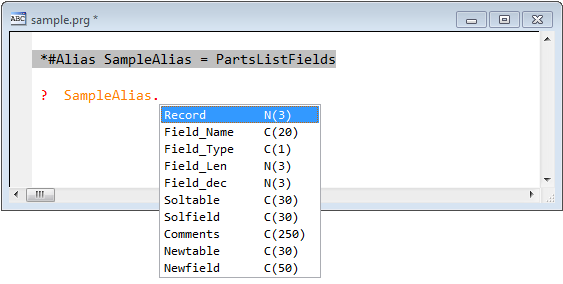 ABC sample.prg *
*#Alias SampleAlias = PartsListFields
? SampleAlias.
Record N(3)
Field_Name C(20)
Field_Type C(1)
Field_Len N(3)
Field_dec N(3)
Soltable C(30)
Solfield C(30)
Comments C(250)
Newtable C(30)
Newfield C(50)